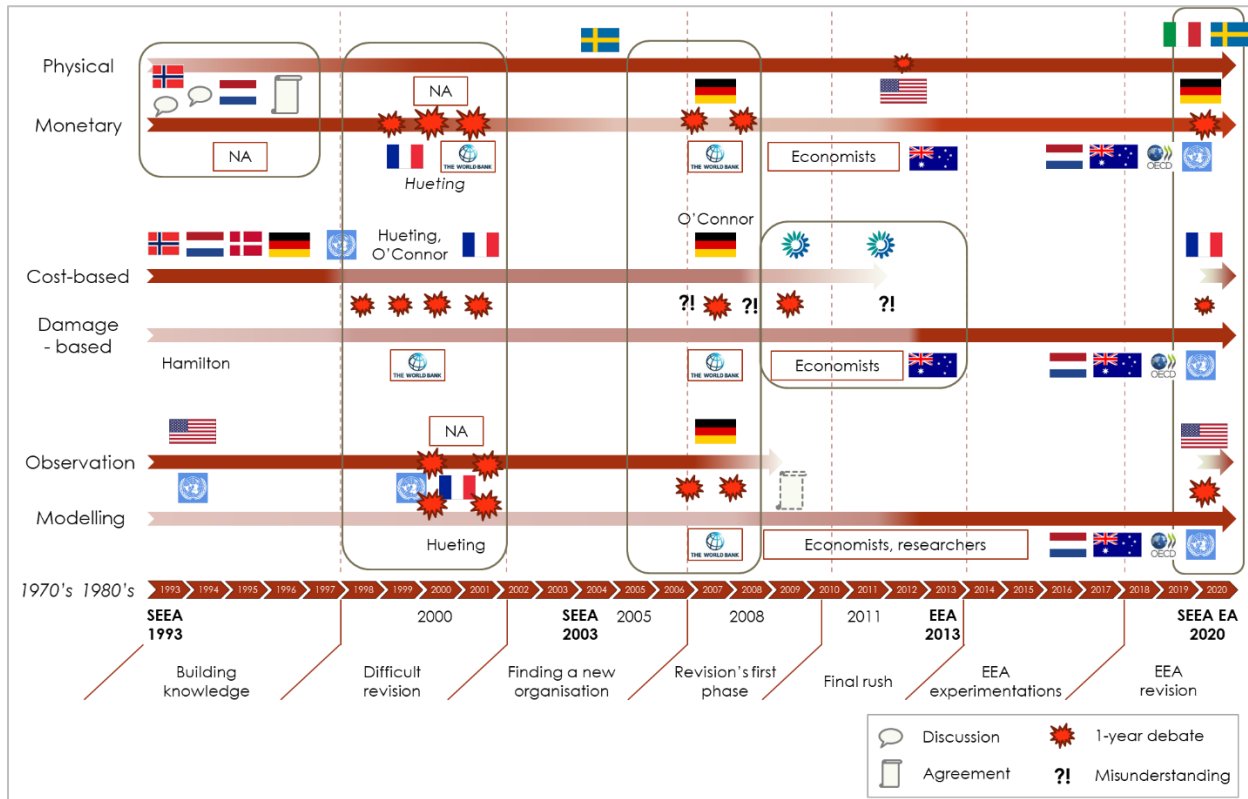 Physical
NA
Monetary
NA
THE WORLD BANK
Hueting
THE WORLD BANK
Economists
OECD
Hueting,
O'Connor
O'Connor
Cost-based
?!
?!
?!
Damage
- based
Hamilton
THE WORLD BANK
THE WORLD BANK
Economists
OECD
NA
Observation
Modelling
Hueting
THE WORLD BANK
Economists, researchers
OECD
1970's 1980's 1993 1994 1995 1996 1997 1998 1999 2000 2001 2002 2003 2004 2005 2006 2007 2008 2009 2010 2011 2012 2013 2014 2015 2016 2017 2018 2019 2020
SEEA
1993
2000
SEEA
2003
2005
2008
2011
EEA
2013
SEEA EA
2020
Building
knowledge
Difficult
revision
Finding a new
organisation
Revision's first
phase
Final rush
EEA
experimentations
EEA
revision
Discussion
1-year debate
Agreement
?! Misunderstanding